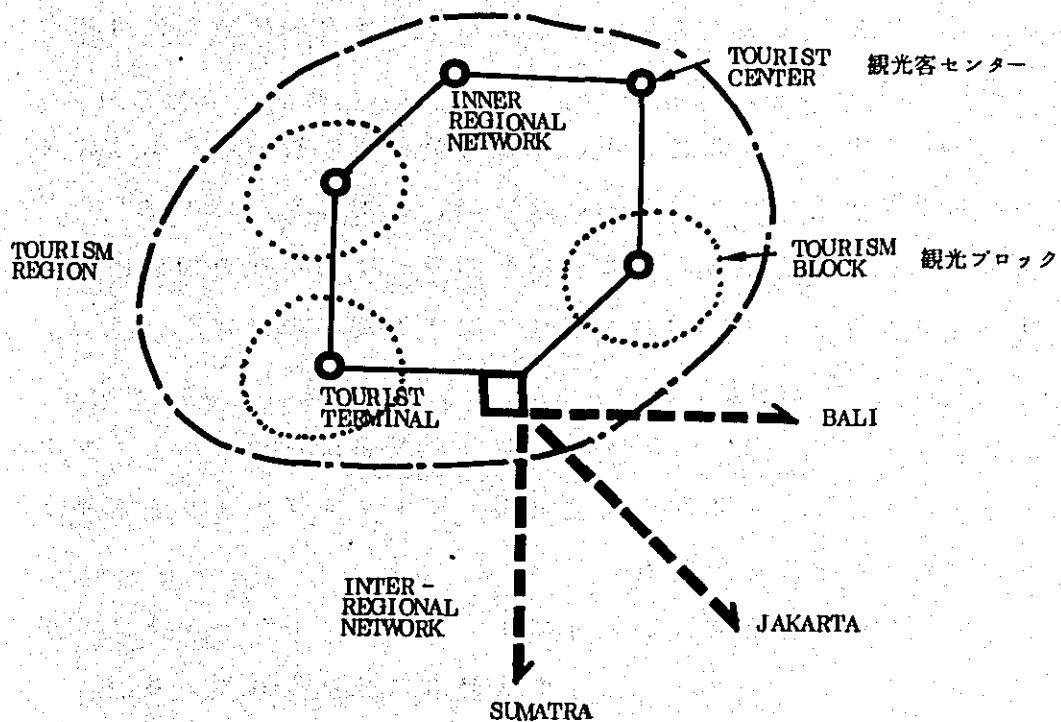 TOURIST
CENTER
観光客センター
INNER
REGIONAL
NETWORK
TOURISM
REGION
TOURISM
BLOCK
観光ブロック
TOURIST
TERMINAL
BALI
INTER-
REGIONAL
NETWORK
JAKARTA
SUMATRA